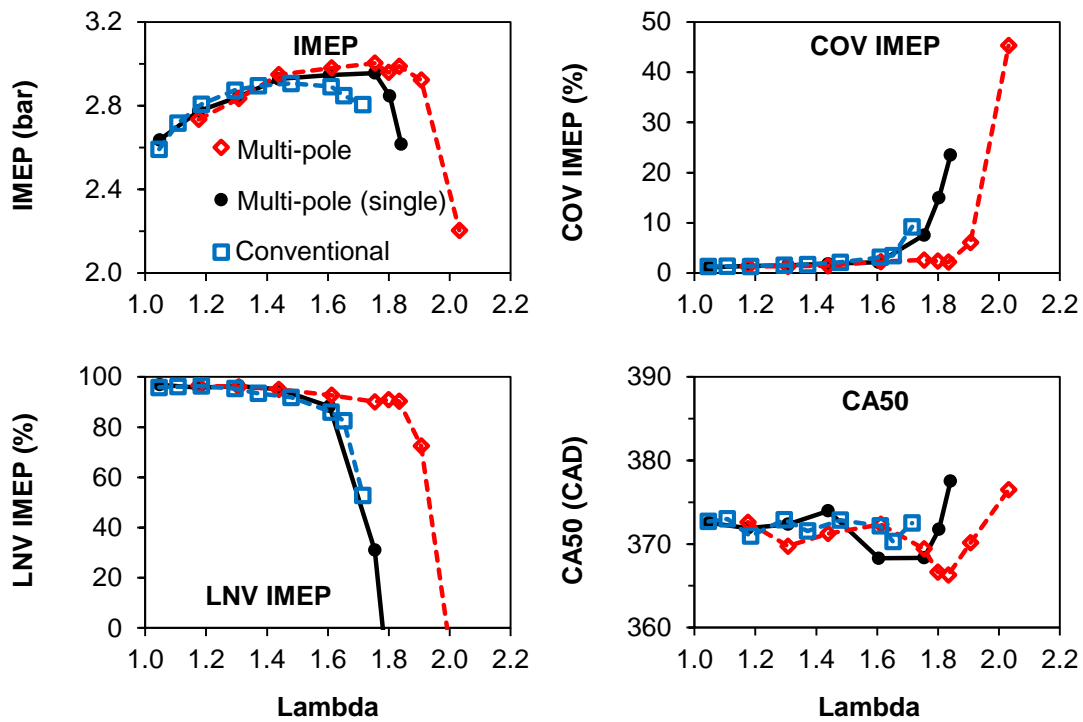 IMEP (bar)
3.2
2.8
2.4
2.0
IMEP
Multi-pole
Multi-pole (single)
Conventional
1.0 1.2 1.4 1.6 1.8 2.0 2.2
COV IMEP (%)
50
40
30
20
10
0
COV IMEP
1.0 1.2 1.4 1.6 1.8 2.0 2.2
LNV IMEP (%)
100
80
60
40
20
0
LNV IMEP
1.0 1.2 1.4 1.6 1.8 2.0 2.2
Lambda
CA50 (CAD)
390
380
370
360
CA50
1.0 1.2 1.4 1.6 1.8 2.0 2.2
Lambda